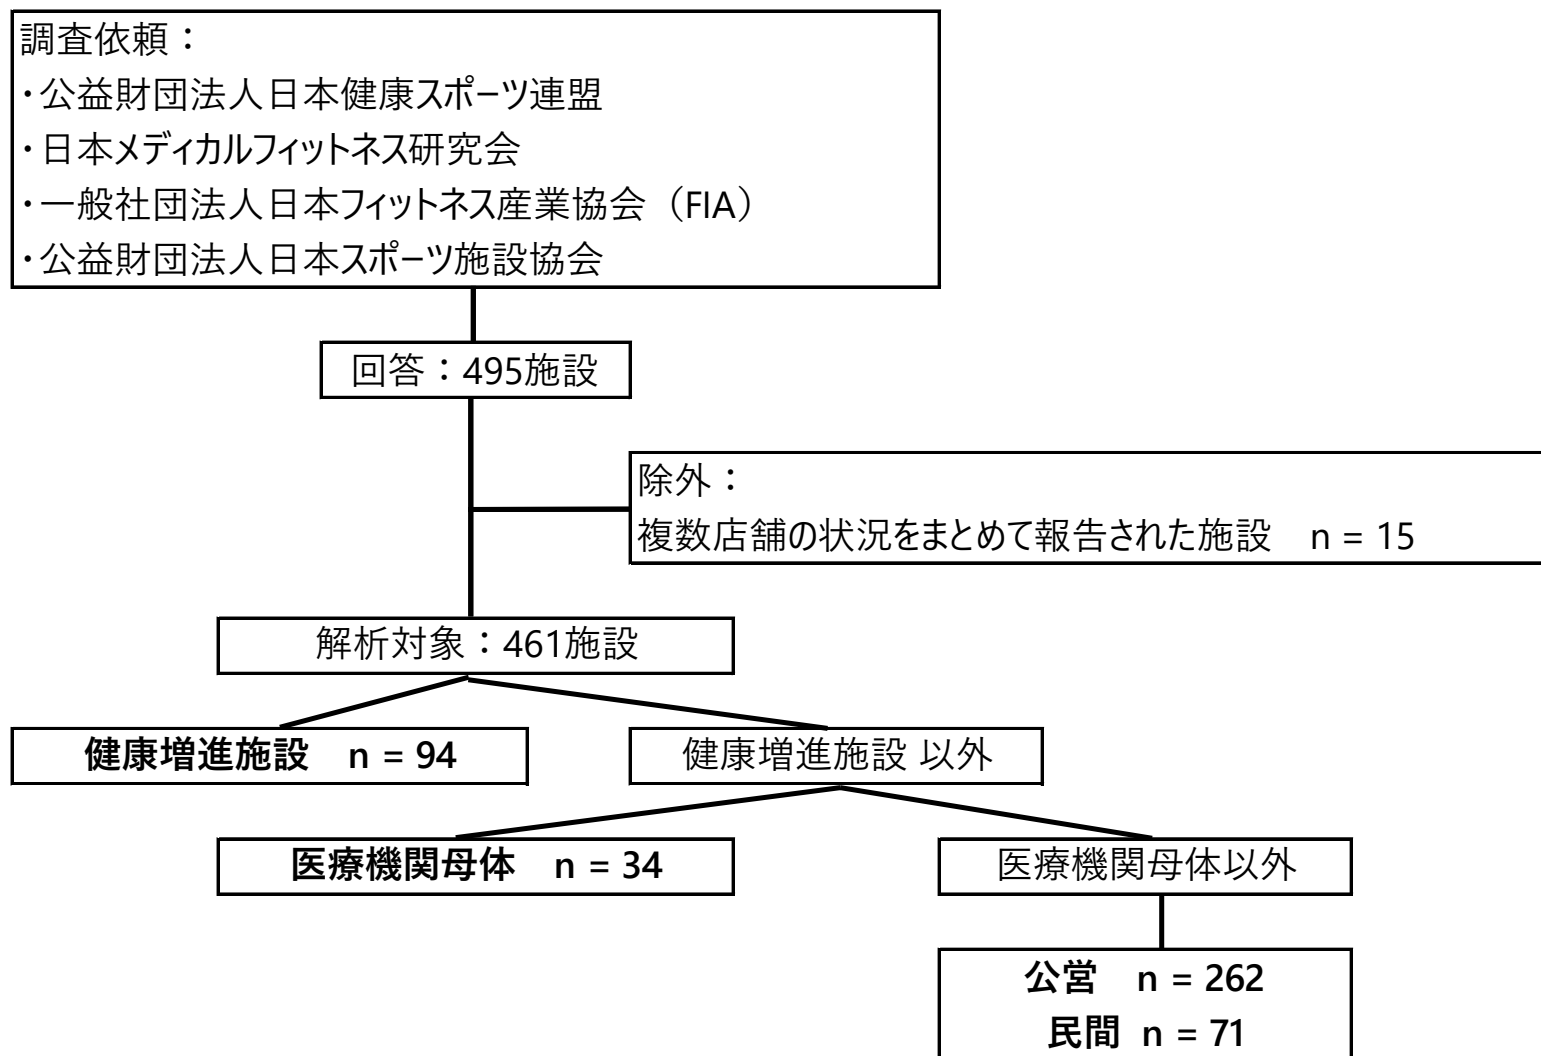 調査依頼：
・公益財団法人日本健康スポーツ連盟
・日本メディカルフィットネス研究会
・一般社団法人日本フィットネス産業協会（FIA）
・公益財団法人日本スポーツ施設協会
回答：495施設
除外：
複数店舗の状況をまとめて報告された施設　n = 15
解析対象：461施設
健康増進施設　n = 94
健康増進施設 以外
医療機関母体　n = 34
医療機関母体以外
公営　n = 262
民間 n = 71